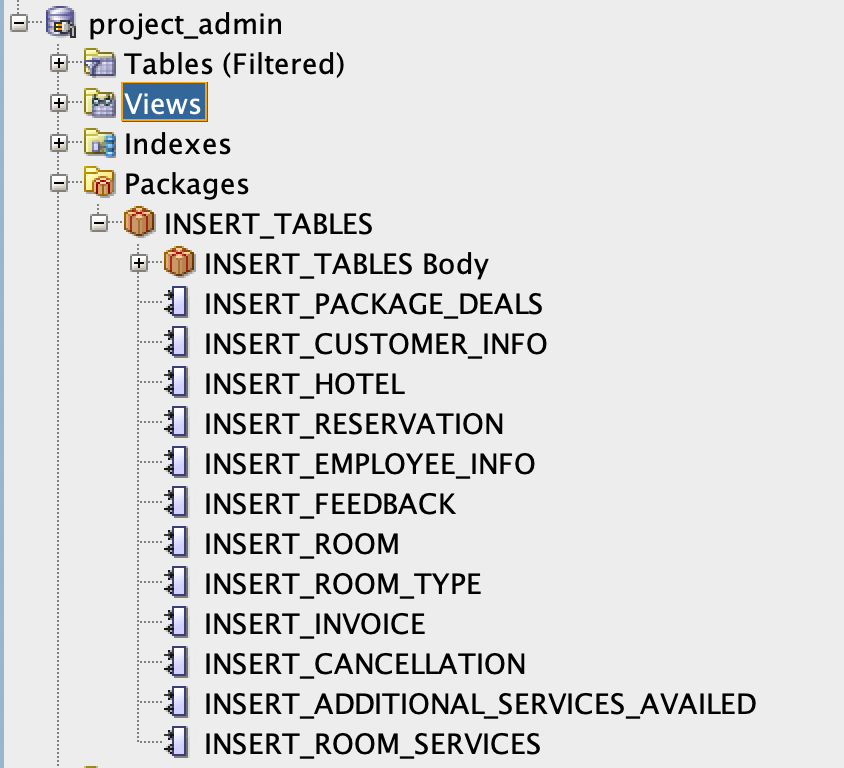 project_admin
Tables (Filtered)
Views
Indexes
Packages
INSERT_TABLES
INSERT_TABLES Body
INSERT_PACKAGE_DEALS
INSERT_CUSTOMER_INFO
INSERT_HOTEL
INSERT_RESERVATION
INSERT_EMPLOYEE_INFO
INSERT_FEEDBACK
INSERT_ROOM
INSERT_ROOM_TYPE
INSERT_INVOICE
INSERT_CANCELLATION
INSERT_ADDITIONAL_SERVICES_AVAILED
INSERT_ROOM_SERVICES